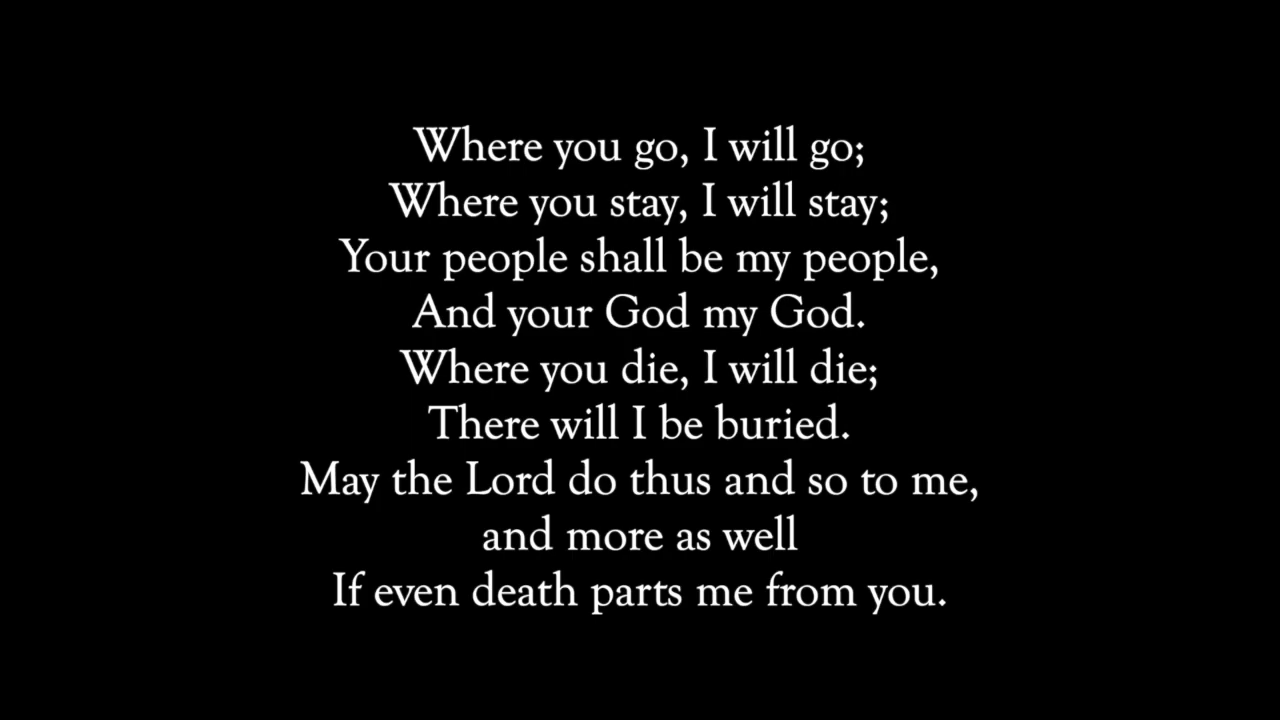 Where you go, I will go;
Where you stay, I will stay;
Your people shall be my people,
And your God my God.
Where you die, I will die;
There will I be buried.
May the Lord do thus and so to me,
and more as well
If even death parts me from you.